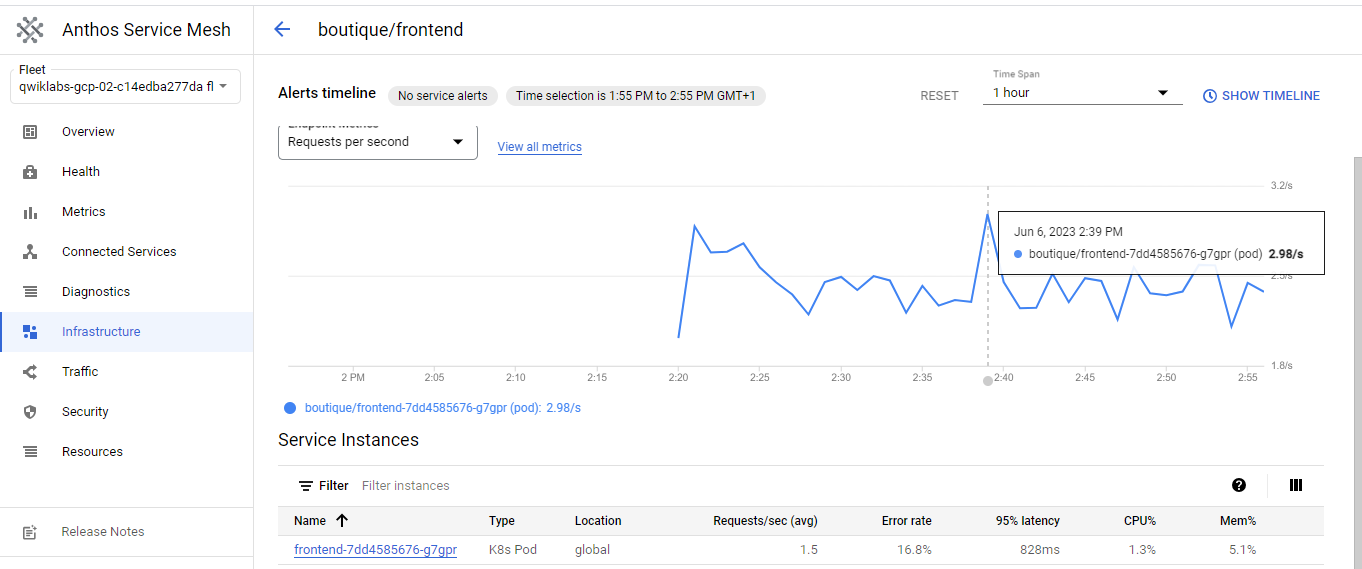 Anthos Service Mesh
boutique/frontend
Fleet
qwiklabs-gcp-02-c14edba277da fl
Overview
Health
Metrics
Connected Services
Diagnostics
Infrastructure
Traffic
Security
Resources
Release Notes
Alerts timeline
No service alerts
Time selection is 1:55 PM to 2:55 PM GMT+1
RESET
Time Span
1 hour
SHOW TIMELINE
Endpoint Metrics
Requests per second
View all metrics
3.2/s
Jun 6, 2023 2:39 PM
boutique/frontend-7dd4585676-g7gpr (pod) 2.98/s
2.5/s
1.8/s
2 PM 2:05 2:10 2:15 2:20 2:25 2:30 2:35 2:40 2:45 2:50 2:55
boutique/frontend-7dd4585676-g7gpr (pod): 2.98/s
Service Instances
Filter Filter instances
Name Type Location Requests/sec (avg) Error rate 95% latency CPU% Mem%
frontend-7dd4585676-g7gpr K8s Pod global 1.5 16.8% 828ms 1.3% 5.1%